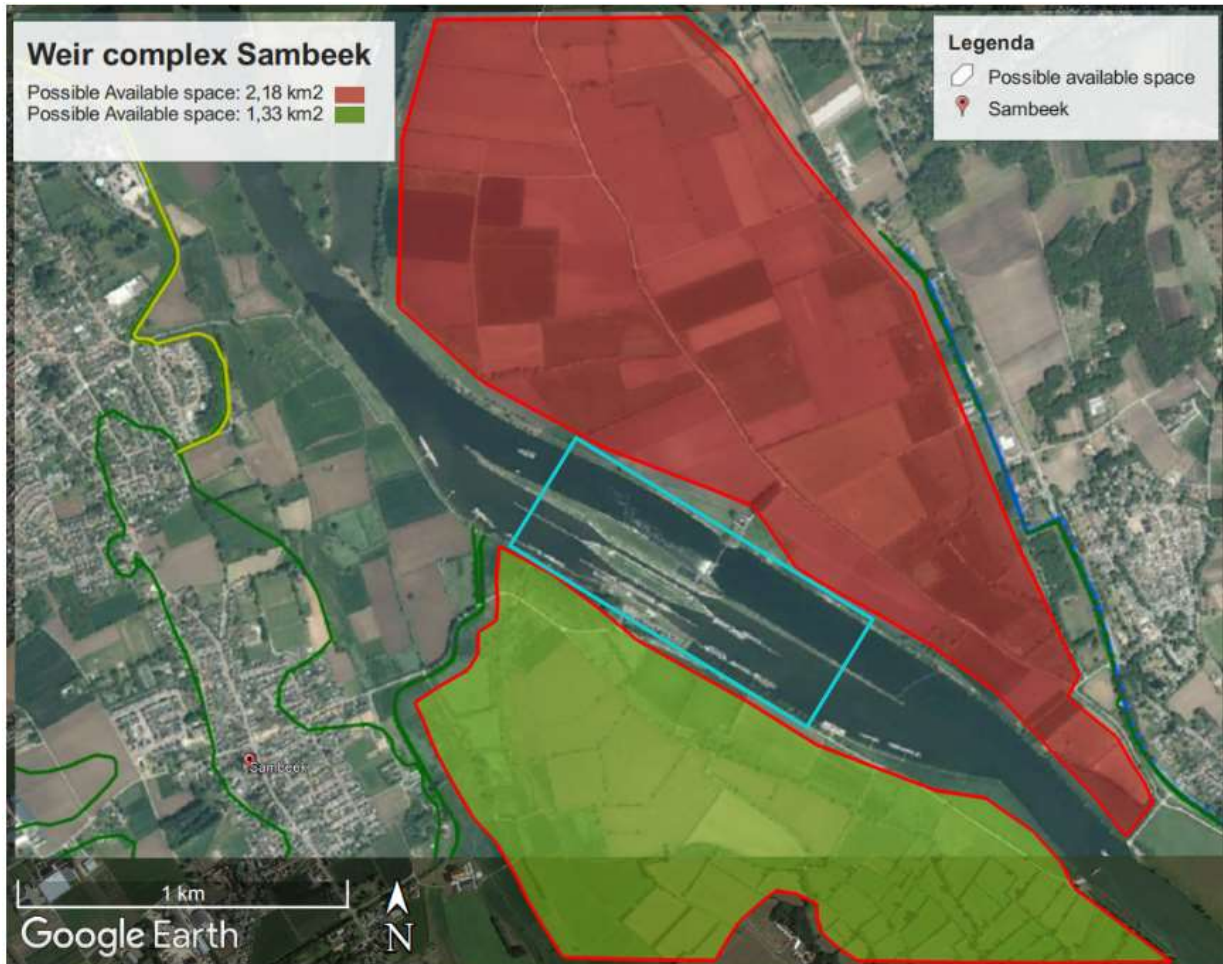 Weir complex Sambeek
Possible Available space: 2,18 km2
Possible Available space: 1,33 km2
Legenda
Possible available space
Sambeek
Sambeek
1 km
N
Google Earth